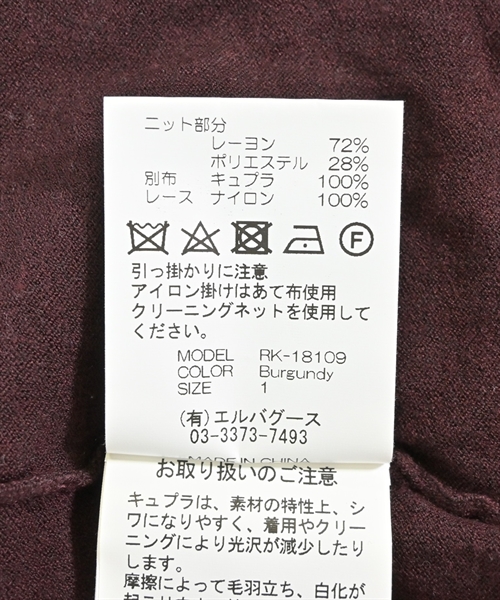 ニット部分
レーヨン 72%
ポリエステル 28%
別布 キュプラ 100%
レース ナイロン 100%
F
引っ掛かりに注意
アイロン掛けはあて布使用
クリーニングネットを使用して
ください。
MODEL RK-18109
COLOR Burgundy
SIZE 1
(有)エルバグース
03-3373-7493
MADE IN CHINA
お取り扱いのご注意
キュプラは、素材の特性上、シ
ワになりやすく、着用やクリー
ニングにより光沢が減少したり
します。
摩擦によって毛羽立ち、白化が